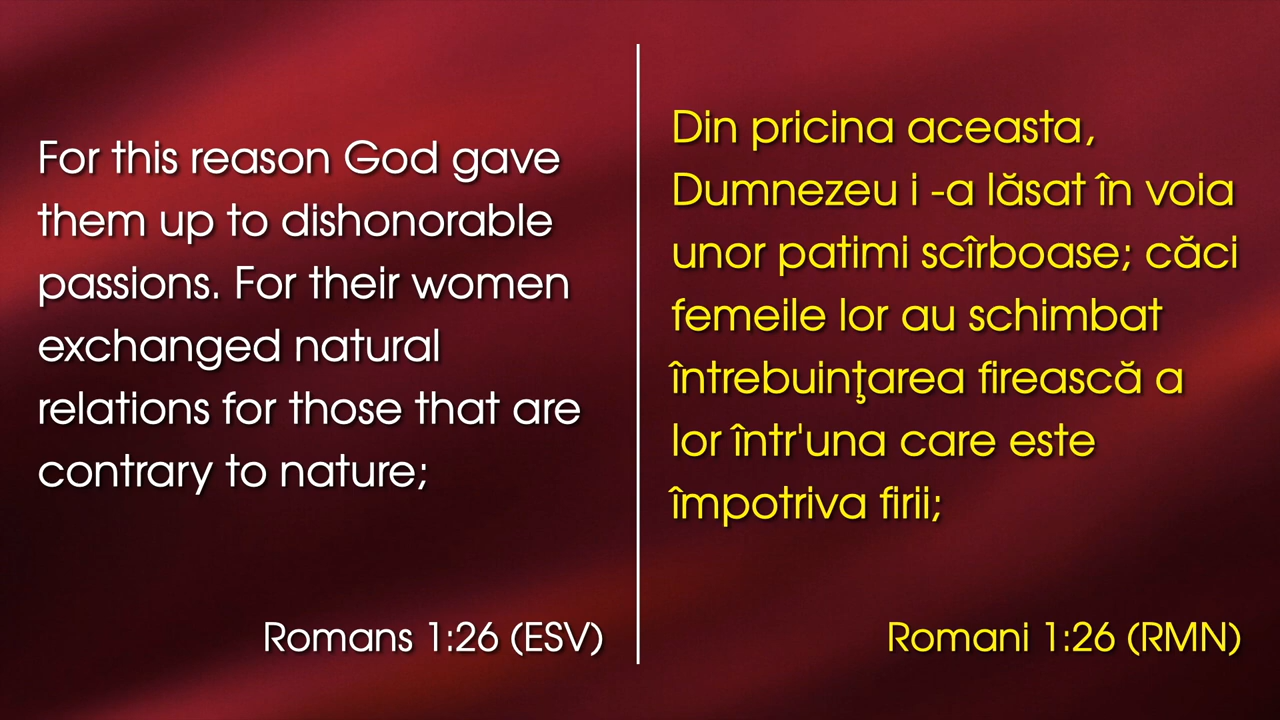 For this reason God gave
them up to dishonorable
passions. For their women
exchanged natural
relations for those that are
contrary to nature;
Romans 1:26 (ESV)
Din pricina aceasta,
Dumnezeu i -a lăsat în voia
unor patimi scîrboase; căci
femeile lor au schimbat
întrebuinţarea firească a
lor într'una care este
împotriva firii;
Romani 1:26 (RMN)